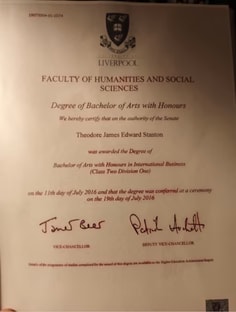 LIVERPOOL
FACULTY OF HUMANITIES AND SOCIAL
SCIENCES
Degree of Bachelor of Arts with Honours
We hereby certify that on the authority of the Senate
Theodore James Edward Stanton
was awarded the Degree of
Bachelor of Arts with Honours in International Business
(Class Two Division One)
on the 11th day of July 2016 and that the degree was conferred at a ceremony
on the 19th day of July 2016
Janet Beer
VICE-CHANCELLOR
DEPUTY VICE-CHANCELLOR